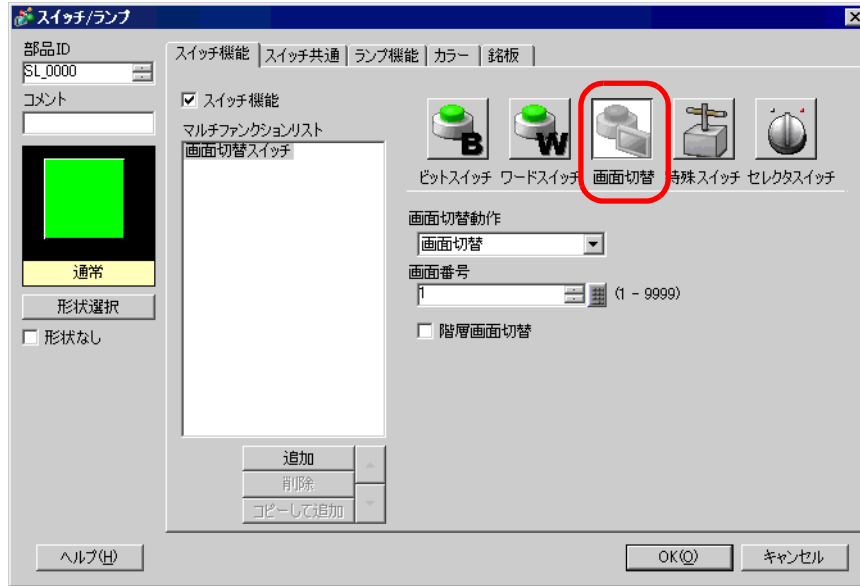 スイッチ/ランプ
部品ID
SL_0000
コメント
通常
形状選択
形状なし
スイッチ機能 スイッチ共通 ランプ機能 カラー 銘板
スイッチ機能
マルチファンクションリスト
画面切替スイッチ
追加
削除
コピーして追加
B W
ビットスイッチ ワードスイッチ 画面切替 特殊スイッチ セレクタスイッチ
画面切替動作
画面切替
画面番号
1 (1 - 9999)
階層画面切替
ヘルプ(H) OK(O) キャンセル